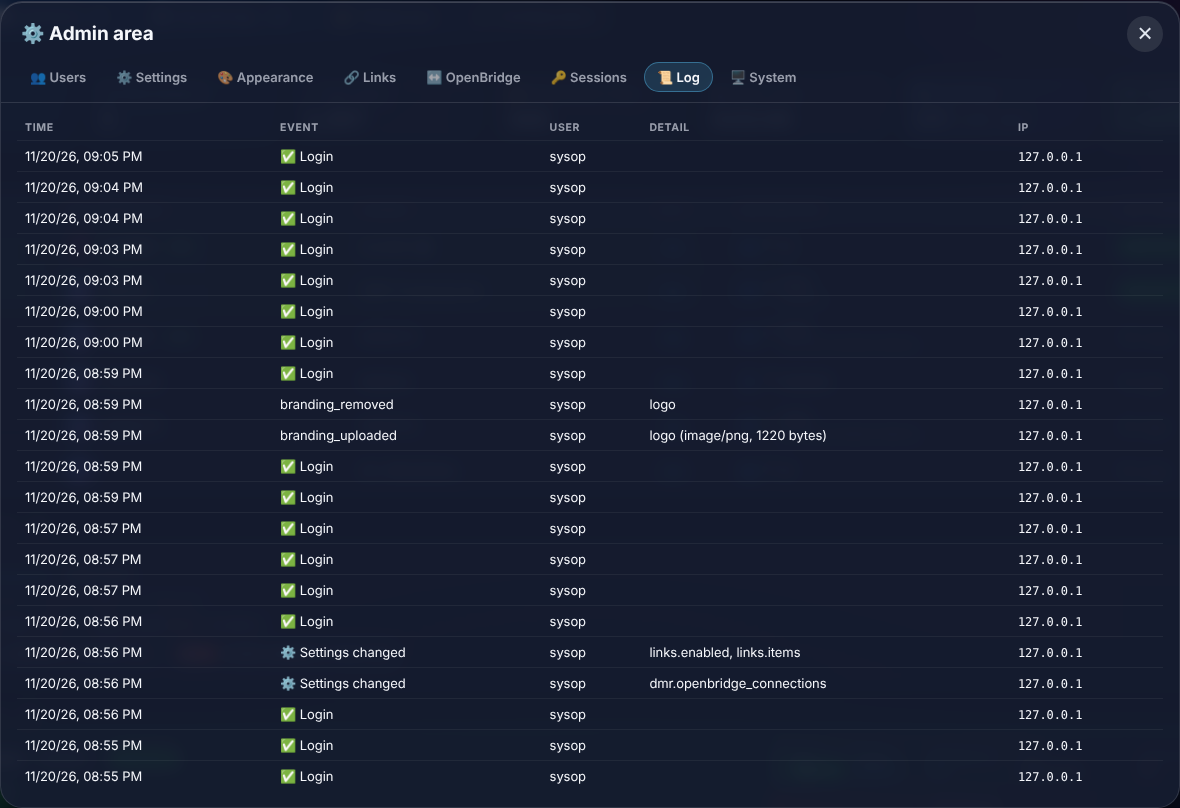 ⚙️ Admin area
✕
👥 Users ⚙️ Settings 🎨 Appearance 🔗 Links ↔️ OpenBridge 🔑 Sessions 📜 Log 🖥️ System
TIME EVENT USER DETAIL IP
11/20/26, 09:05 PM ✅ Login sysop 127.0.0.1
11/20/26, 09:04 PM ✅ Login sysop 127.0.0.1
11/20/26, 09:04 PM ✅ Login sysop 127.0.0.1
11/20/26, 09:03 PM ✅ Login sysop 127.0.0.1
11/20/26, 09:03 PM ✅ Login sysop 127.0.0.1
11/20/26, 09:00 PM ✅ Login sysop 127.0.0.1
11/20/26, 09:00 PM ✅ Login sysop 127.0.0.1
11/20/26, 08:59 PM ✅ Login sysop 127.0.0.1
11/20/26, 08:59 PM branding_removed sysop logo 127.0.0.1
11/20/26, 08:59 PM branding_uploaded sysop logo (image/png, 1220 bytes) 127.0.0.1
11/20/26, 08:59 PM ✅ Login sysop 127.0.0.1
11/20/26, 08:59 PM ✅ Login sysop 127.0.0.1
11/20/26, 08:57 PM ✅ Login sysop 127.0.0.1
11/20/26, 08:57 PM ✅ Login sysop 127.0.0.1
11/20/26, 08:57 PM ✅ Login sysop 127.0.0.1
11/20/26, 08:56 PM ✅ Login sysop 127.0.0.1
11/20/26, 08:56 PM ⚙️ Settings changed sysop links.enabled, links.items 127.0.0.1
11/20/26, 08:56 PM ⚙️ Settings changed sysop dmr.openbridge_connections 127.0.0.1
11/20/26, 08:56 PM ✅ Login sysop 127.0.0.1
11/20/26, 08:55 PM ✅ Login sysop 127.0.0.1
11/20/26, 08:55 PM ✅ Login sysop 127.0.0.1